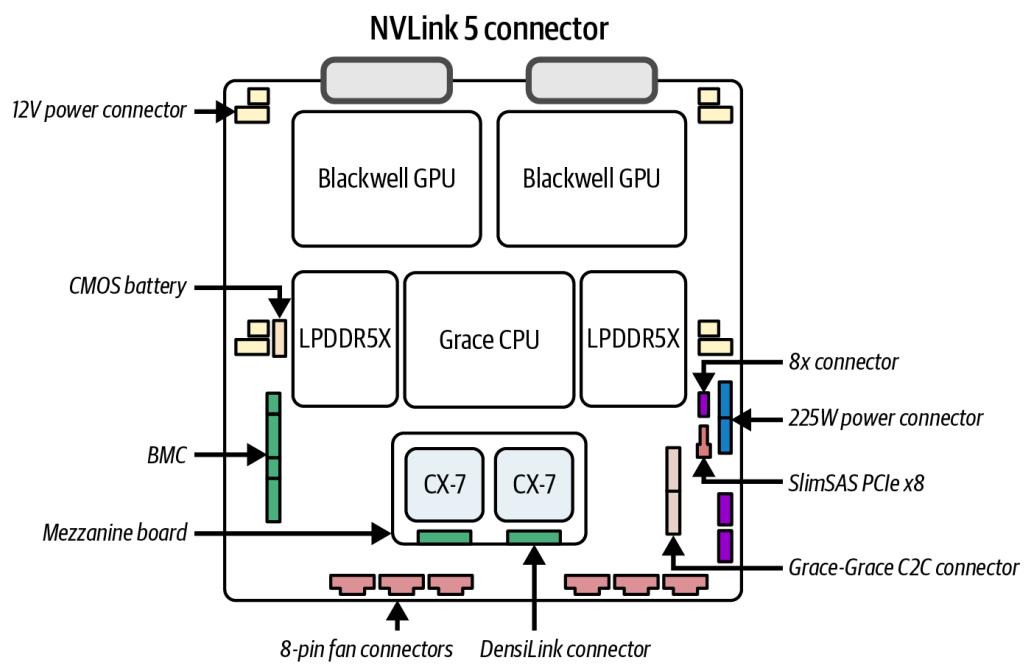 NVLink 5 connector
12V power connector
Blackwell GPU
Blackwell GPU
CMOS battery
LPDDR5X
Grace CPU
LPDDR5X
8x connector
225W power connector
BMC
CX-7
CX-7
SlimSAS PCIe x8
Mezzanine board
Grace-Grace C2C connector
8-pin fan connectors
DensiLink connector